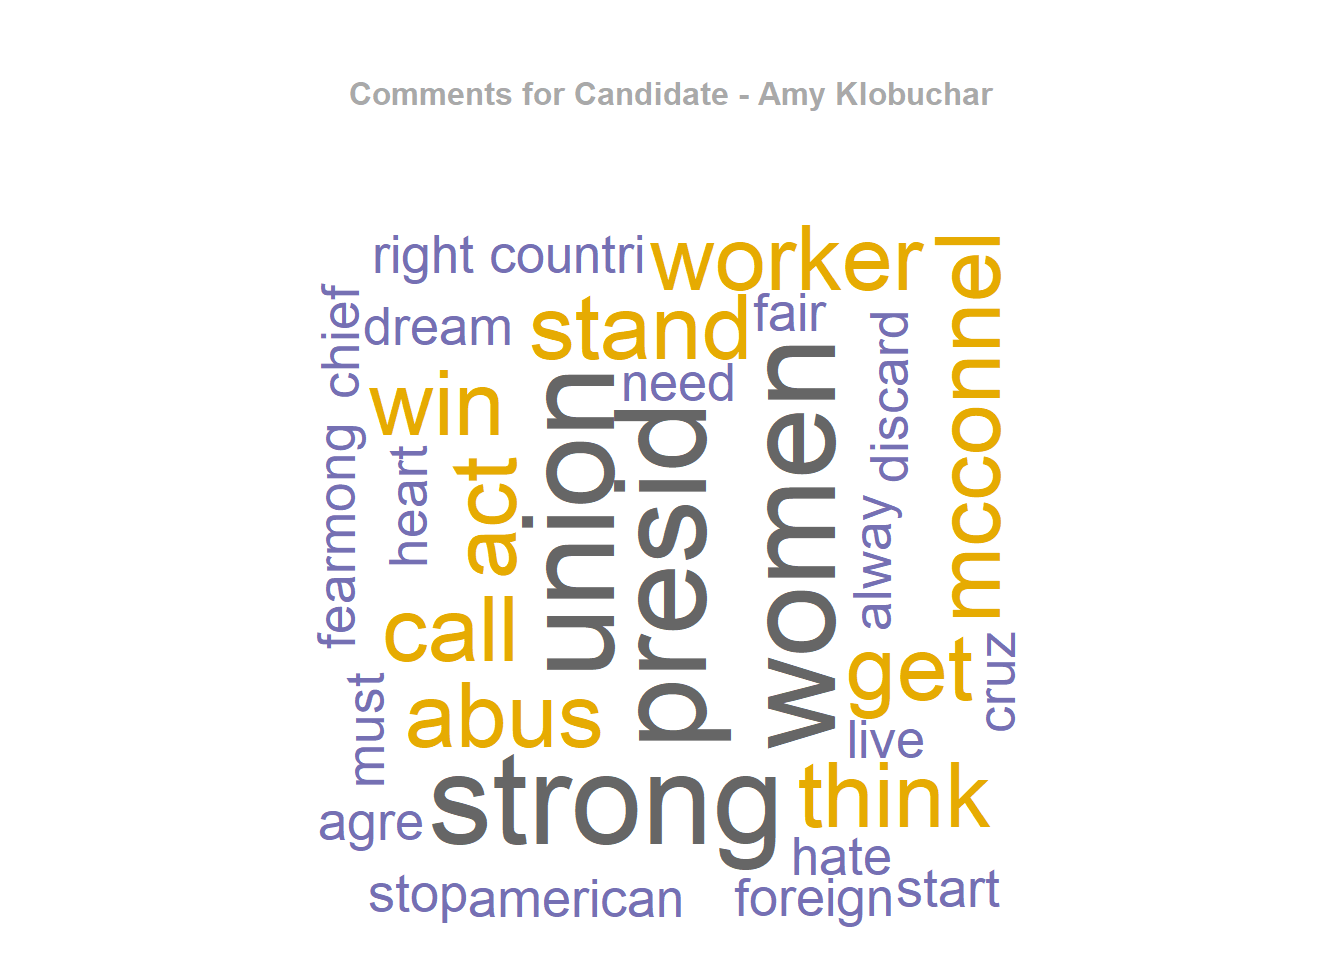 Comments for Candidate - Amy Klobuchar
right countri worker
mcconnel
chief
dream
stand
fair
discard
win
need
union
presid
women
fearmong
heart
act
alway
call
get
cruz
must
abus
live
strong
think
agre
hate
stop american
foreign start